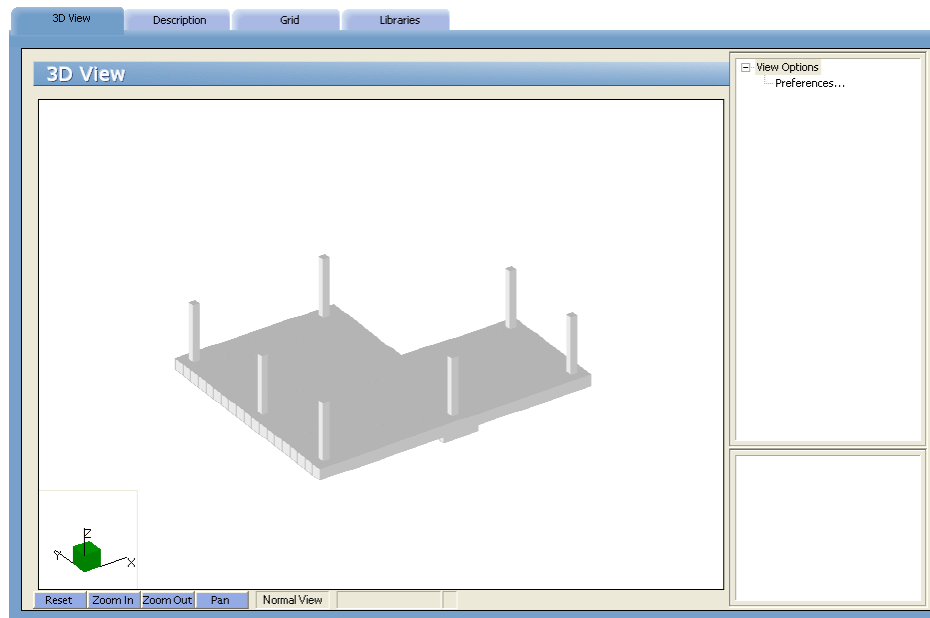 3D View
Description
Grid
Libraries
3D View
View Options
Preferences...
Z
Y
X
Reset
Zoom In
Zoom Out
Pan
Normal View